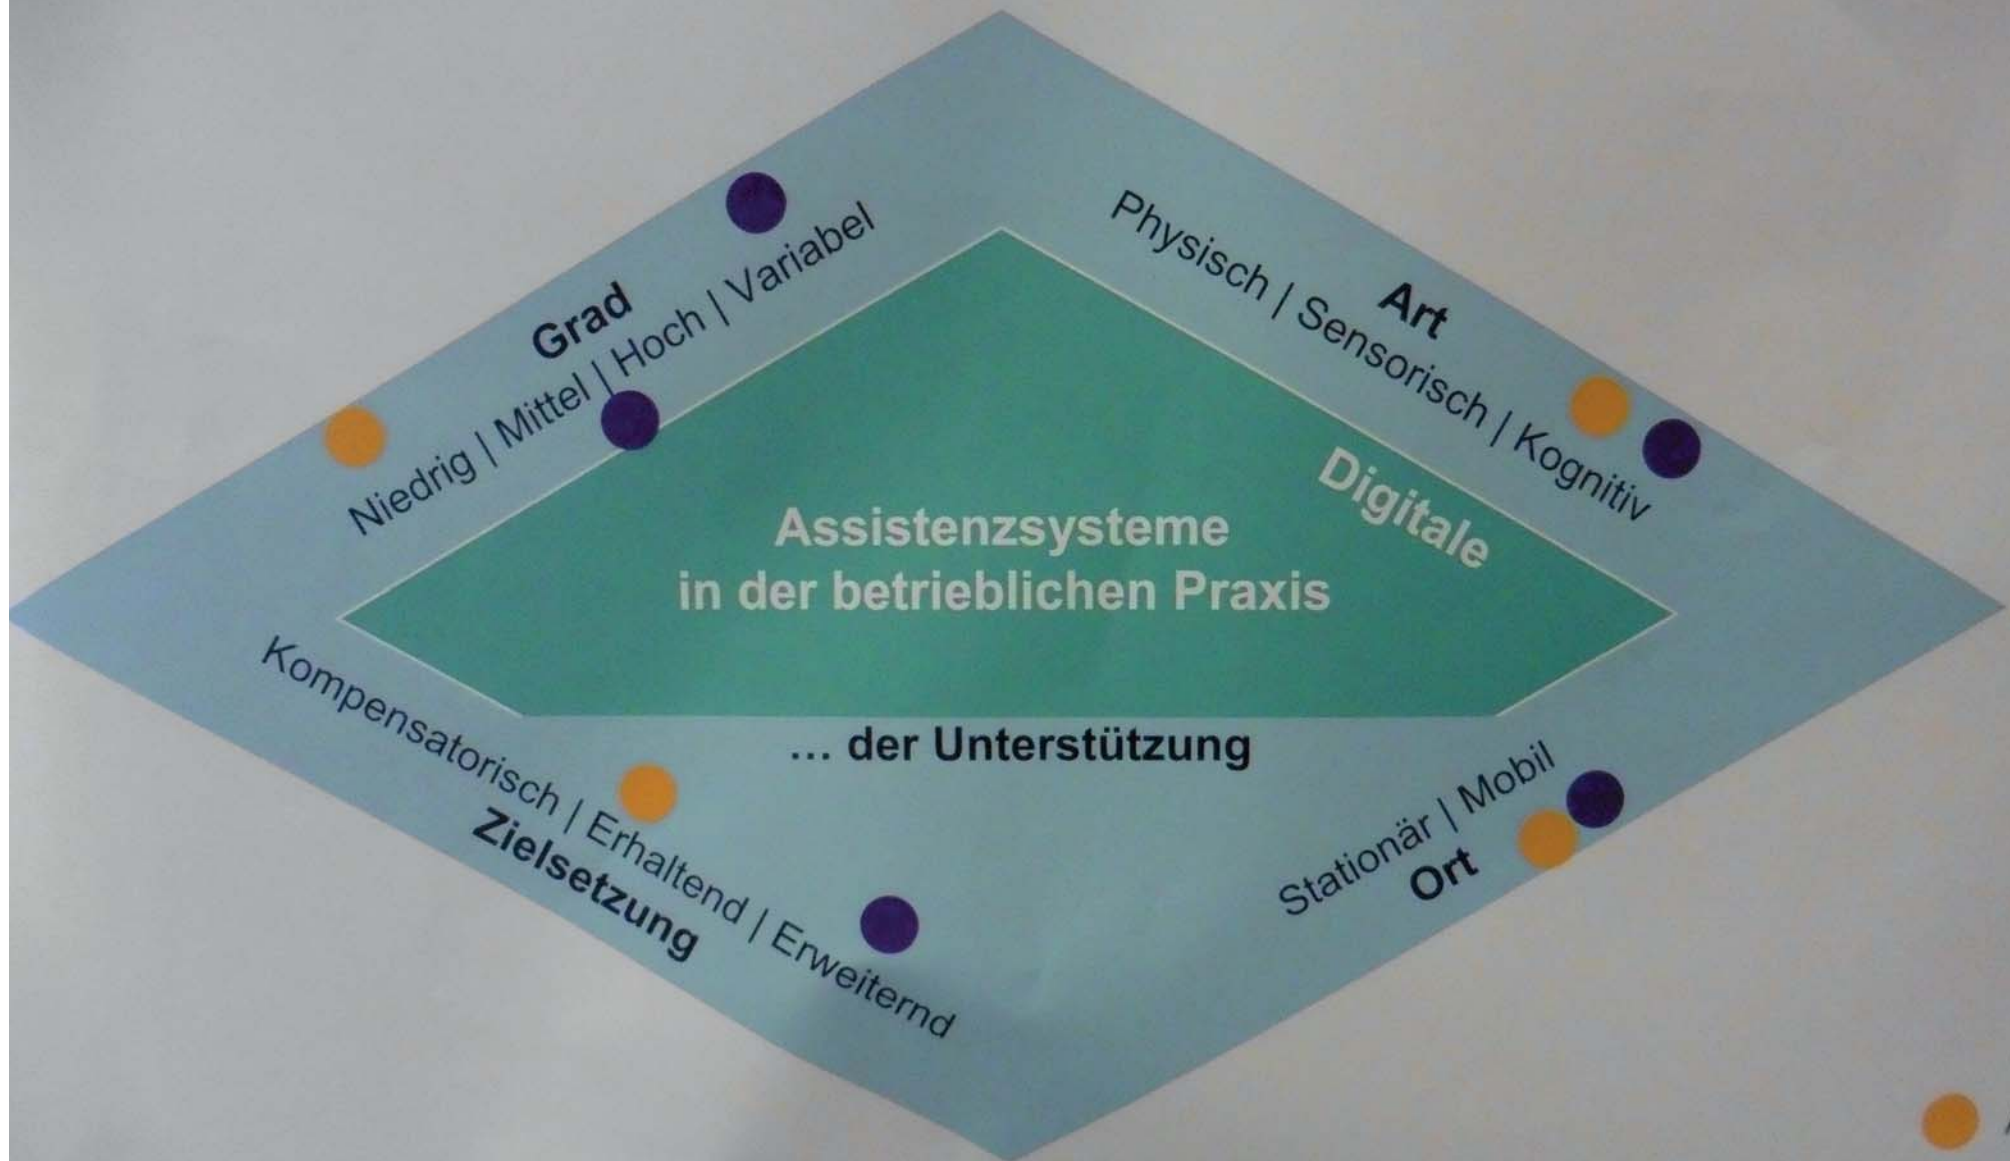 Grad
Niedrig | Mittel | Hoch | Variabel
Art
Physisch | Sensorisch | Kognitiv
Digitale
Assistenzsysteme
in der betrieblichen Praxis
... der Unterstützung
Kompensatorisch | Erhaltend | Erweiternd
Zielsetzung
Stationär | Mobil
Ort